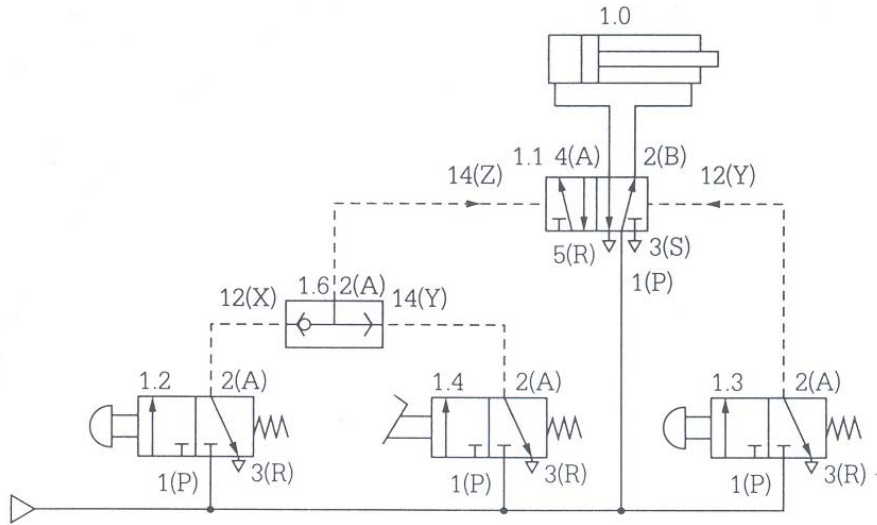 1.0
1.1 4(A) 2(B)
14(Z) 12(Y)
5(R) 3(S)
1(P)
1.6 2(A)
12(X) 14(Y)
1.2 2(A) 1.4 2(A) 1.3 2(A)
1(P) 3(R) 1(P) 3(R) 1(P) 3(R)